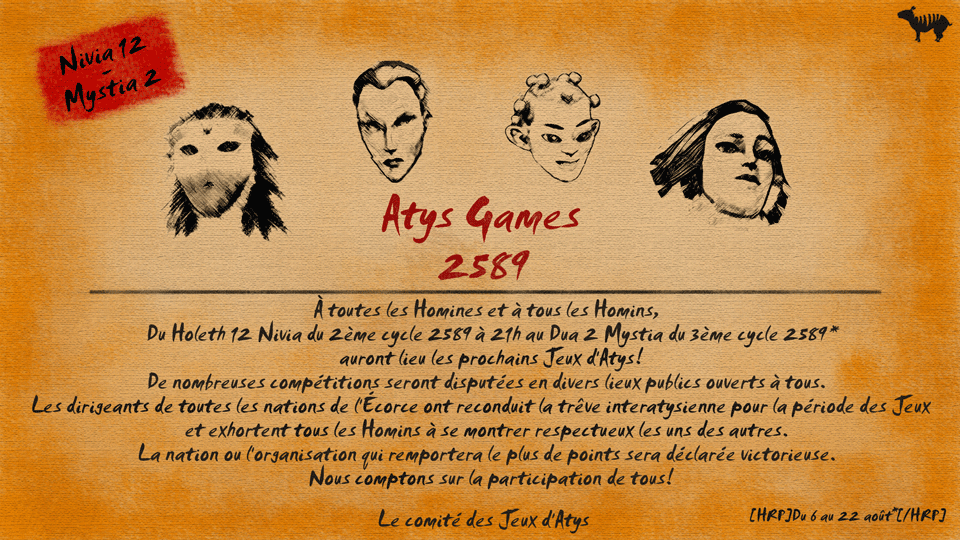 Nivia 12
-
Mystia 2
Atys Games
2589
À toutes les Homines et à tous les Homins,
Du Holeth 12 Nivia du 2ème cycle 2589 à 21h au Dua 2 Mystia du 3ème cycle 2589*
auront lieu les prochains Jeux d'Atys!
De nombreuses compétitions seront disputées en divers lieux publics ouverts à tous.
Les dirigeants de toutes les nations de l'Écorce ont reconduit la trêve interatysienne pour la période des Jeux
et exhortent tous les Homins à se montrer respectueux les uns des autres.
La nation ou l'organisation qui remportera le plus de points sera déclarée victorieuse.
Nous comptons sur la participation de tous!
Le comité des Jeux d'Atys
[HRP]Du 6 au 22 août*[/HRP]